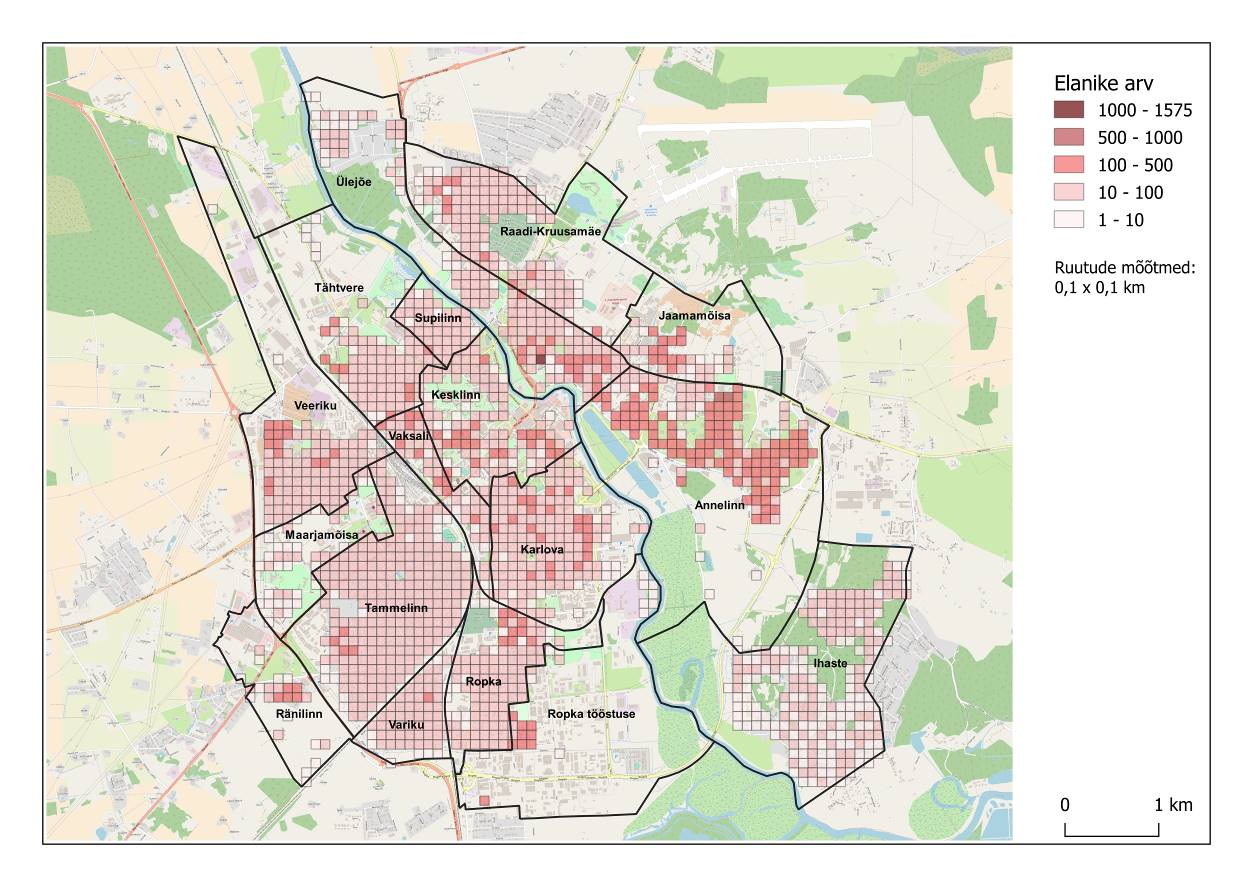 Elanike arv
1000 - 1575
500 - 1000
100 - 500
10 - 100
1 - 10
Ruutude mõõtmed:
0,1 x 0,1 km
Ülejõe
Raadi-Kruusamäe
Tähtvere
Supilinn
Jaamamõisa
Kesklinn
Veeriku
Vaksali
Annelinn
Maarjamõisa
Karlova
Tammelinn
Ihaste
Ropka
Ränilinn
Variku
Ropka tööstuse
0 1 km